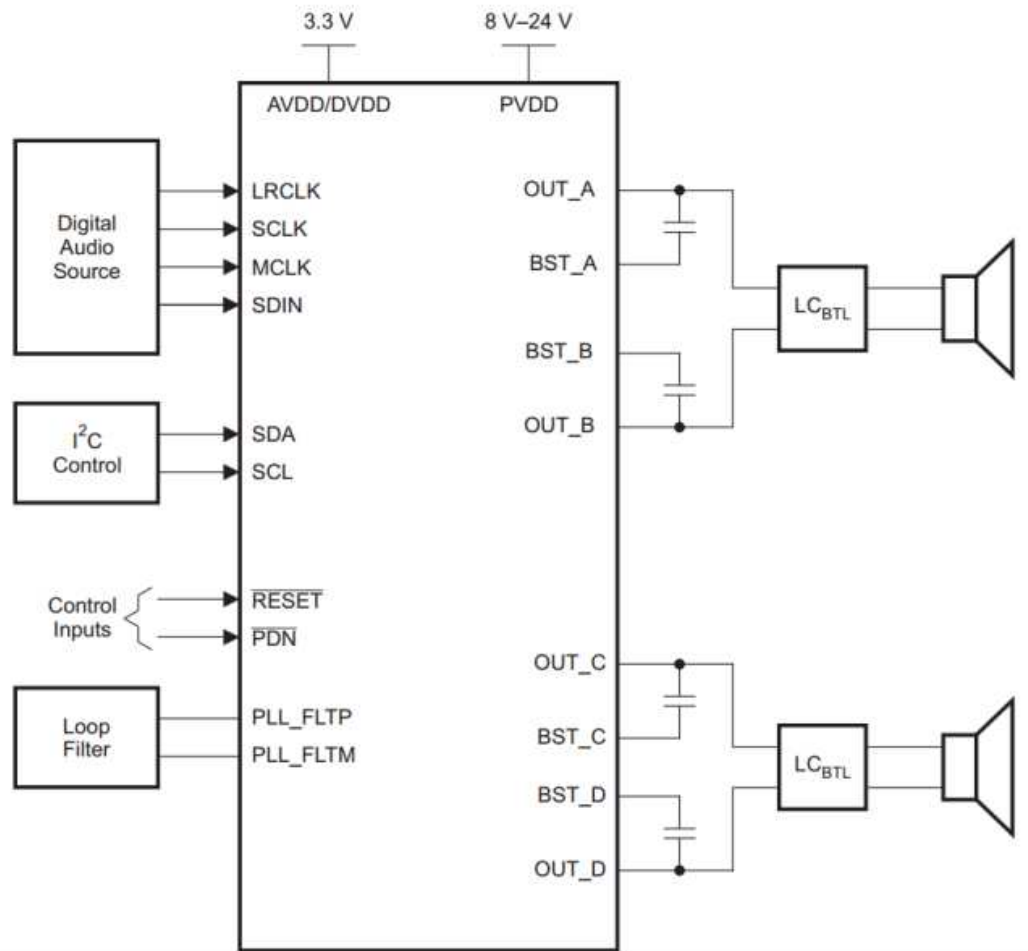 3.3 V
8 V–24 V
AVDD/DVDD
PVDD
Digital
Audio
Source
LRCLK
SCLK
MCLK
SDIN
I²C
Control
SDA
SCL
Control
Inputs
RESET
PDN
Loop
Filter
PLL_FLTP
PLL_FLTM
OUT_A
BST_A
BST_B
OUT_B
LC_BTL
OUT_C
BST_C
BST_D
OUT_D
LC_BTL